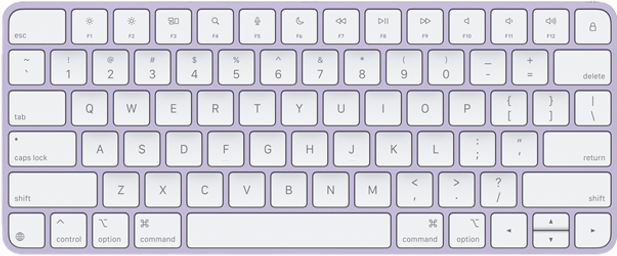 esc F1 F2 F3 F4 F5 F6 F7 F8 F9 F10 F11 F12
~ ! @ # $ % ^ & * ( ) — +
` 1 2 3 4 5 6 7 8 9 0 - = delete
tab Q W E R T Y U I O P { [ } ] | \
caps lock A S D F G H J K L : ; " ' return
shift Z X C V B N M < , > . ? / shift
control option ⌘ command ⌘ command option